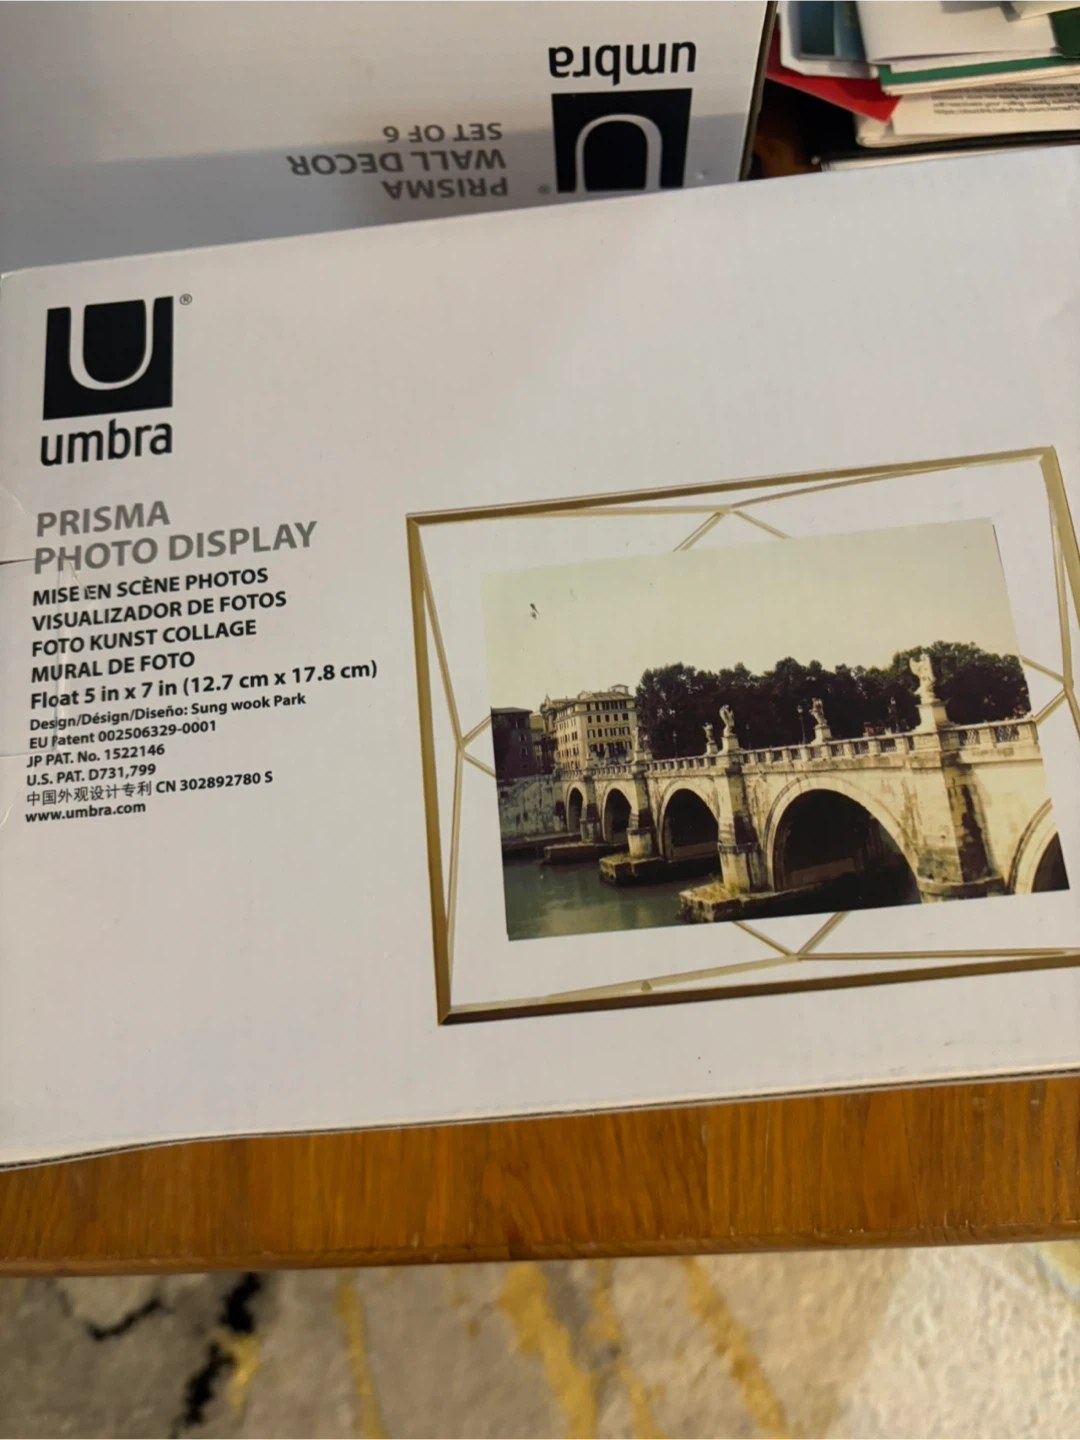 umbra
PRISMA
WALL DECOR
SET OF 6
U®
umbra
PRISMA
PHOTO DISPLAY
MISE EN SCÈNE PHOTOS
VISUALIZADOR DE FOTOS
FOTO KUNST COLLAGE
MURAL DE FOTO
Float 5 in x 7 in (12.7 cm x 17.8 cm)
Design/Désign/Diseño: Sung wook Park
EU Patent 002506329-0001
JP PAT. No. 1522146
U.S. PAT. D731,799
中国外观设计专利 CN 302892780 S
www.umbra.com